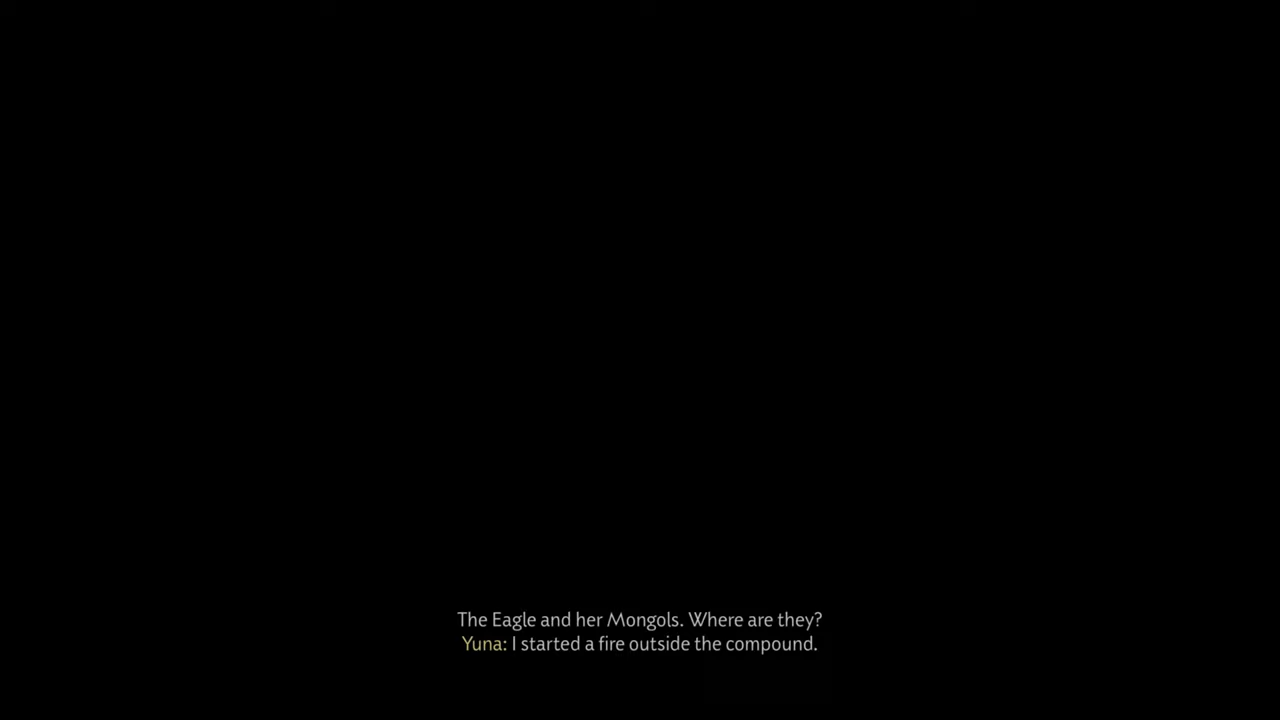 The Eagle and her Mongols. Where are they?
Yuna: I started a fire outside the compound.